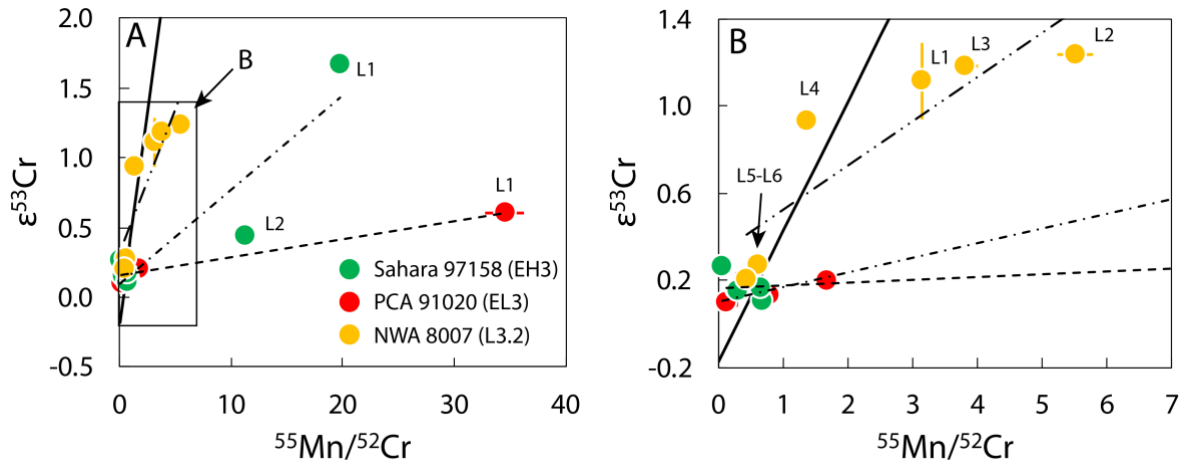 A
B
L1
L1
L2
Sahara 97158 (EH3)
PCA 91020 (EL3)
NWA 8007 (L3.2)
2.0
1.5
1.0
0.5
0.0
-0.5
ε⁵³Cr
0
10
20
30
40
⁵⁵Mn/⁵²Cr
B
L1
L3
L2
L4
L5-L6
1.4
1.0
0.6
0.2
-0.2
ε⁵³Cr
0
1
2
3
4
5
6
7
⁵⁵Mn/⁵²Cr